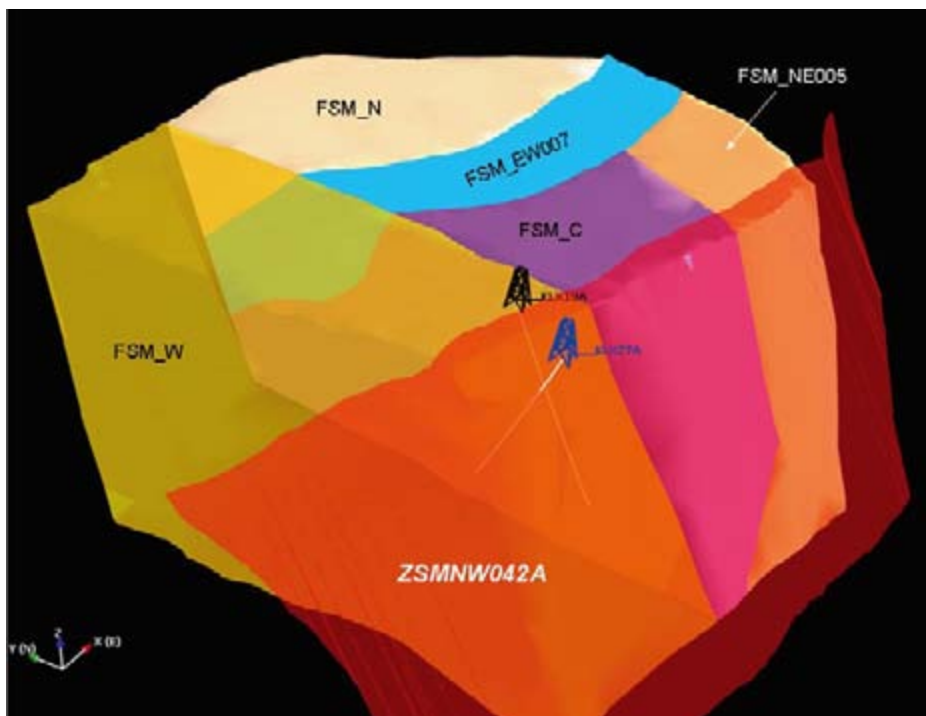 FSM_NE005
FSM_N
FSM_EW007
FSM_C
FSM_W
ZSMNW042A
Z
Y (N)
X (E)